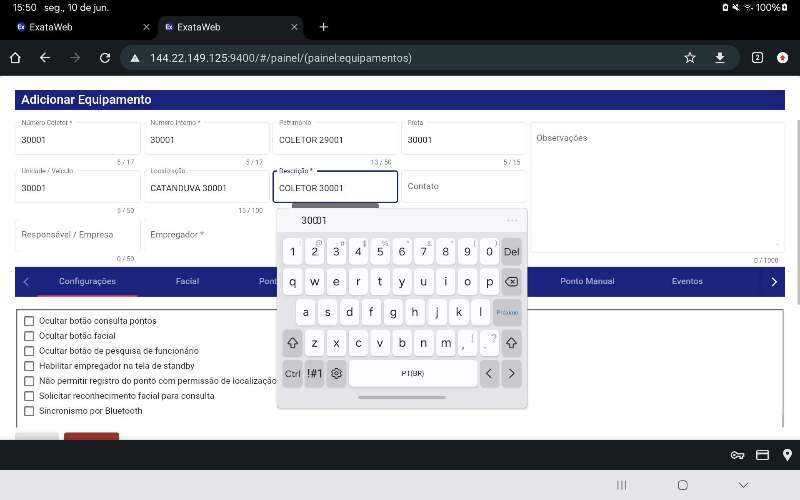 15:50 seg., 10 de jun. 100%
ExataWeb ExataWeb
144.22.149.125:9400/#/painel/(painel:equipamentos) 2
Adicionar Equipamento
Número Coletor * Número Interno * Patrimônio Frota
30001 30001 COLETOR 29001 30001 Observações
5 / 17 5 / 17 13 / 50 5 / 15
Unidade / Veículo Localização Descrição *
30001 CATANDUVA 30001 COLETOR 30001 Contato
5 / 50 15 / 100
30001
Responsável / Empresa Empregador *
0 / 50 0 / 1000
Configurações Facial Pont Ponto Manual Eventos
Ocultar botão consulta pontos
Ocultar botão facial
Ocultar botão de pesquisa de funcionário
Habilitar empregador na tela de standby
Não permitir registro do ponto com permissão de localização
Solicitar reconhecimento facial para consulta
Sincronismo por Bluetooth
1 2 3 4 5 6 7 8 9 0 Del
q w e r t y u i o p
a s d f g h j k l Próximo
z x c v b n m , ! . ?
Ctrl !#1 PT(BR)